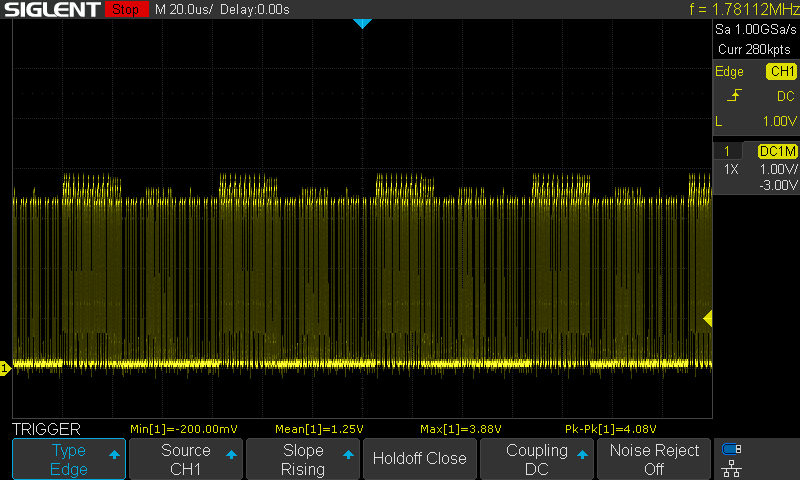 SIGLENT Stop M 20.0us/ Delay:0.00s f = 1.78112MHz
Sa 1.00GSa/s
Curr 280kpts
Edge CH1
DC
L 1.00V
1 DC1M
1X 1.00V/
-3.00V
1
TRIGGER Min[1]=-200.00mV Mean[1]=1.25V Max[1]=3.88V Pk-Pk[1]=4.08V
Type Source Slope Holdoff Close Coupling Noise Reject
Edge CH1 Rising DC Off